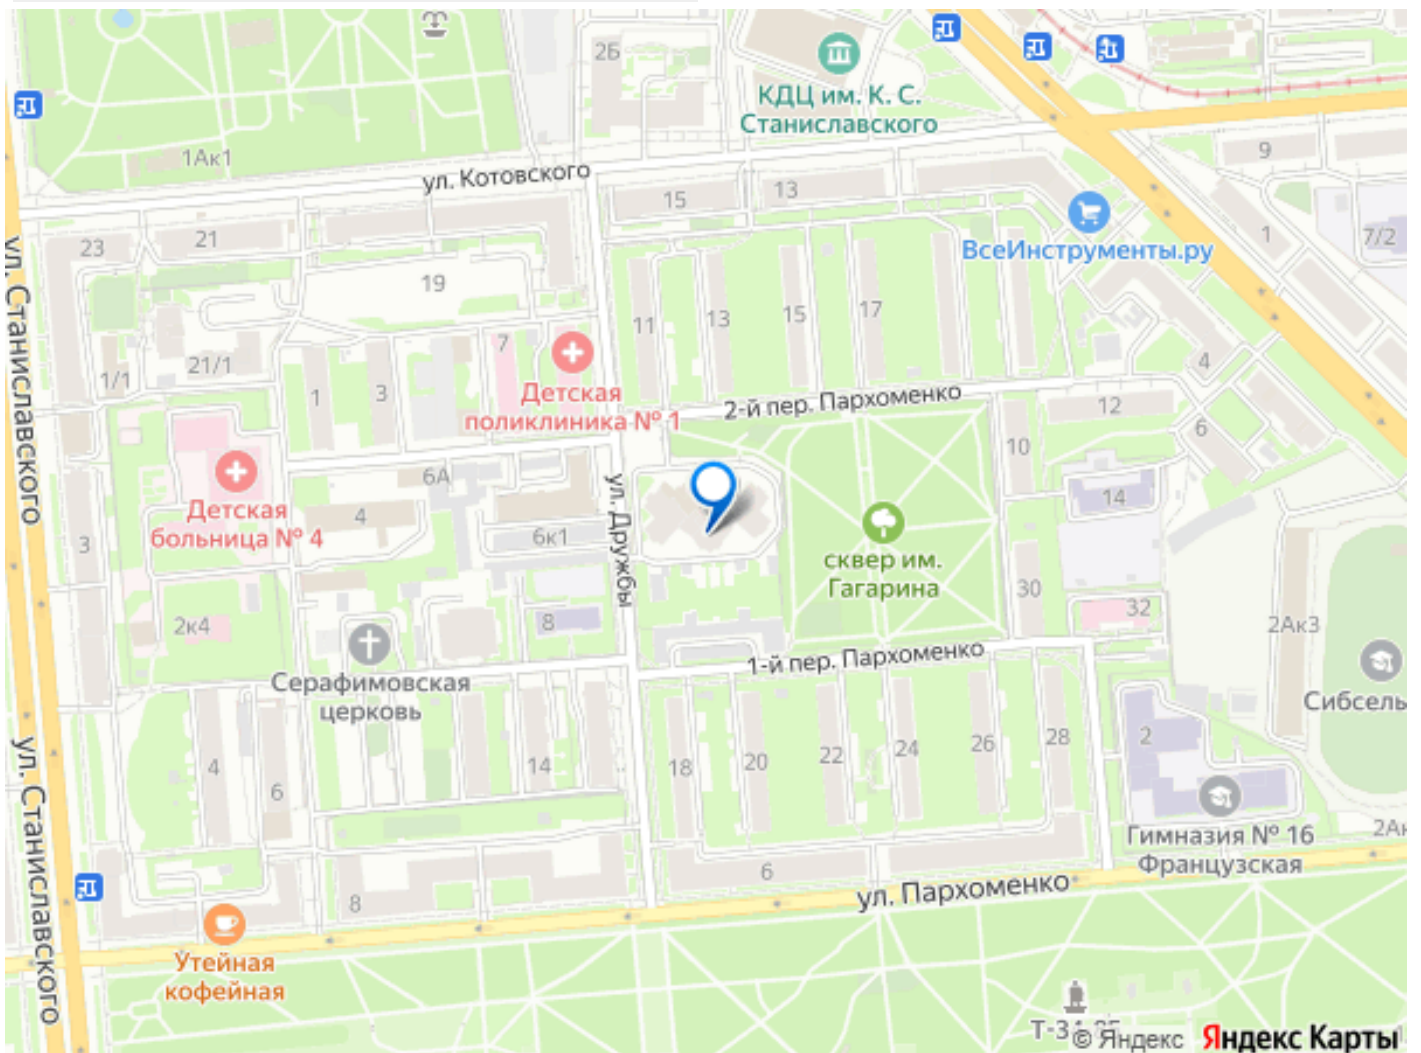 2Б
КДЦ им. К. С.
Станиславского
1Ак1
ул. Котовского
9
15
13
23
21
ВсеИнструменты.ру
1
7/2
ул. Станиславского
19
11
13
15
17
7
21/1
1/1
1
3
4
Детская
поликлиника № 1
2-й пер. Пархоменко
12
6
10
6А
Детская
больница № 4
4
ул. Дружбы
14
3
6к1
сквер им.
Гагарина
30
32
2к4
8
2Ак3
Серафимовская
церковь
1-й пер. Пархоменко
Сибсель
ул. Станиславского
4
6
14
18
20
22
24
26
28
2
Гимназия № 16
Французская
2Ак
6
8
ул. Пархоменко
Утейная
кофейная
© Яндекс
Яндекс Карты